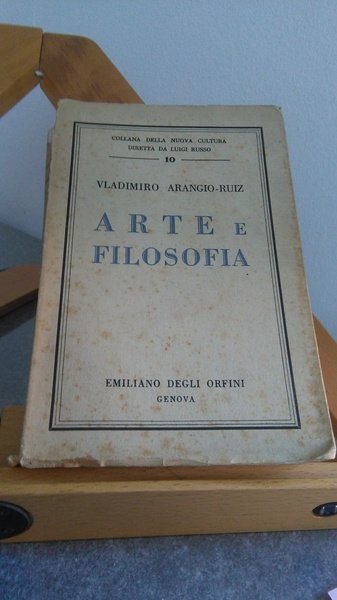 COLLANA DELLA NUOVA CULTURA
DIRETTA DA LUIGI RUSSO
10
VLADIMIRO ARANGIO-RUIZ
ARTE E
FILOSOFIA
EMILIANO DEGLI ORFINI
GENOVA